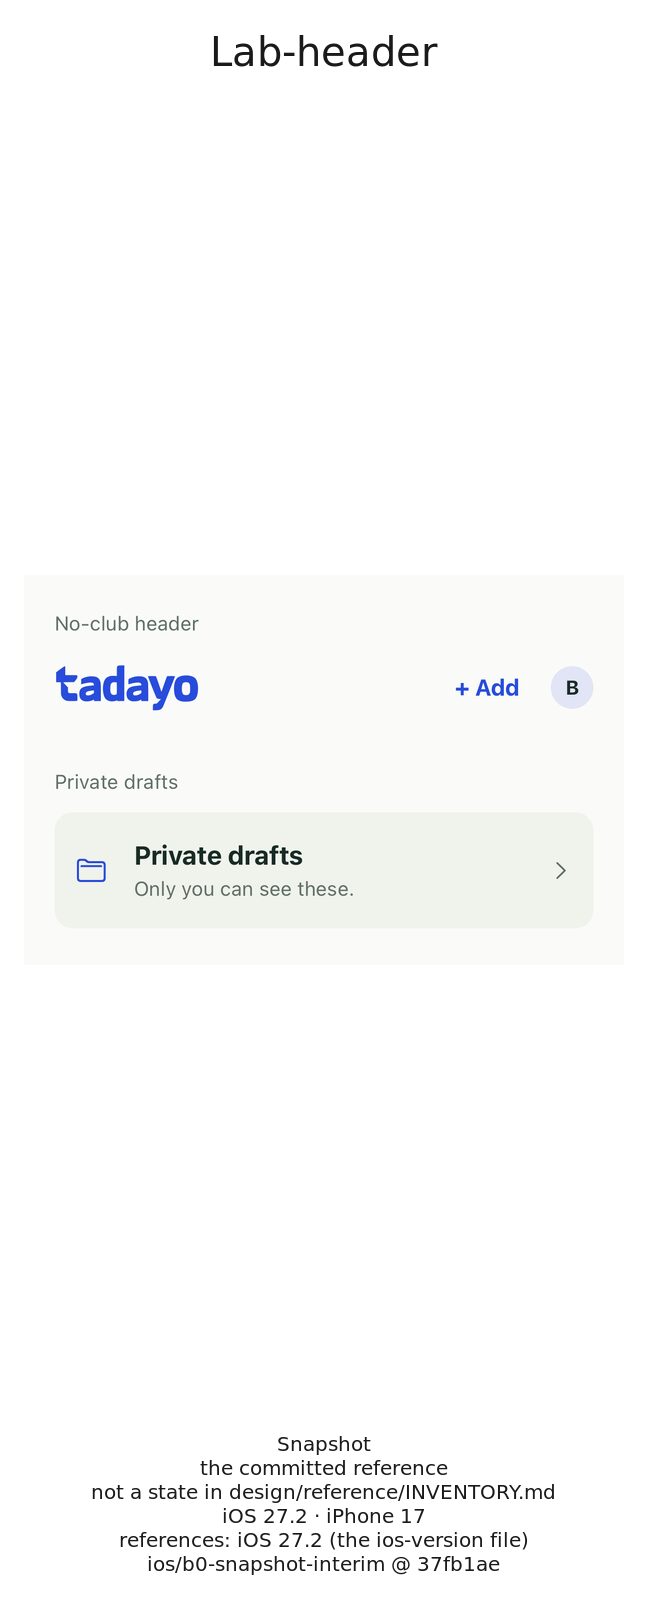 Lab-header
No-club header
tadayo
+ Add
B
Private drafts
Private drafts
Only you can see these.
Snapshot
the committed reference
not a state in design/reference/INVENTORY.md
iOS 27.2 · iPhone 17
references: iOS 27.2 (the ios-version file)
ios/b0-snapshot-interim @ 37fb1ae